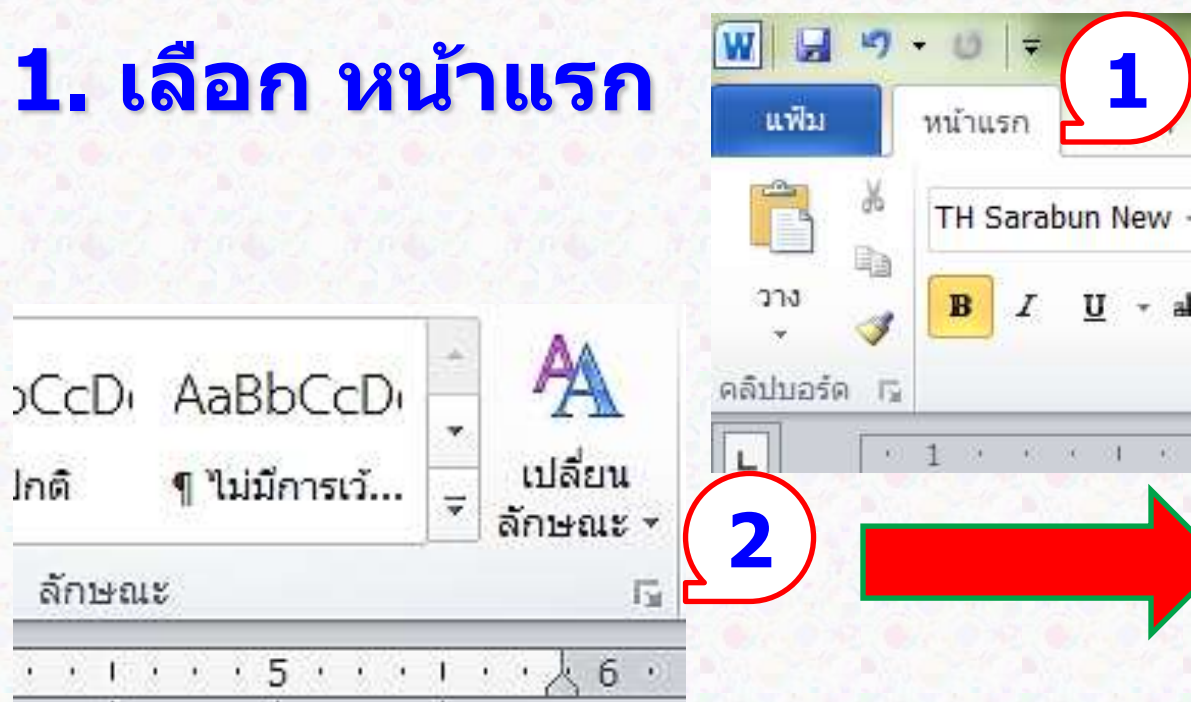 1. เลือก หน้าแรก
W
1
แฟ้ม
หน้าแรก
TH Sarabun New
วาง
B I U
คลิปบอร์ด
L
1
AaBbCcD
ไม่มีการเว้...
เปลี่ยน
ลักษณะ
ลักษณะ
2
5 6